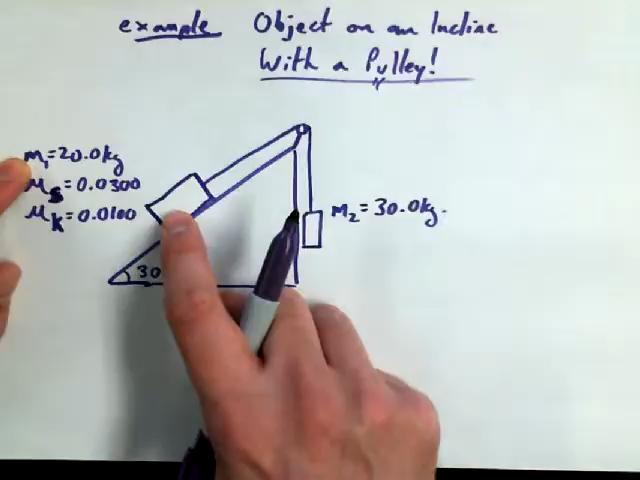 example Object on an Incline
With a Pulley!
m₁=20.0kg
μs=0.0300
μk=0.0100
m₂=30.0kg.
30